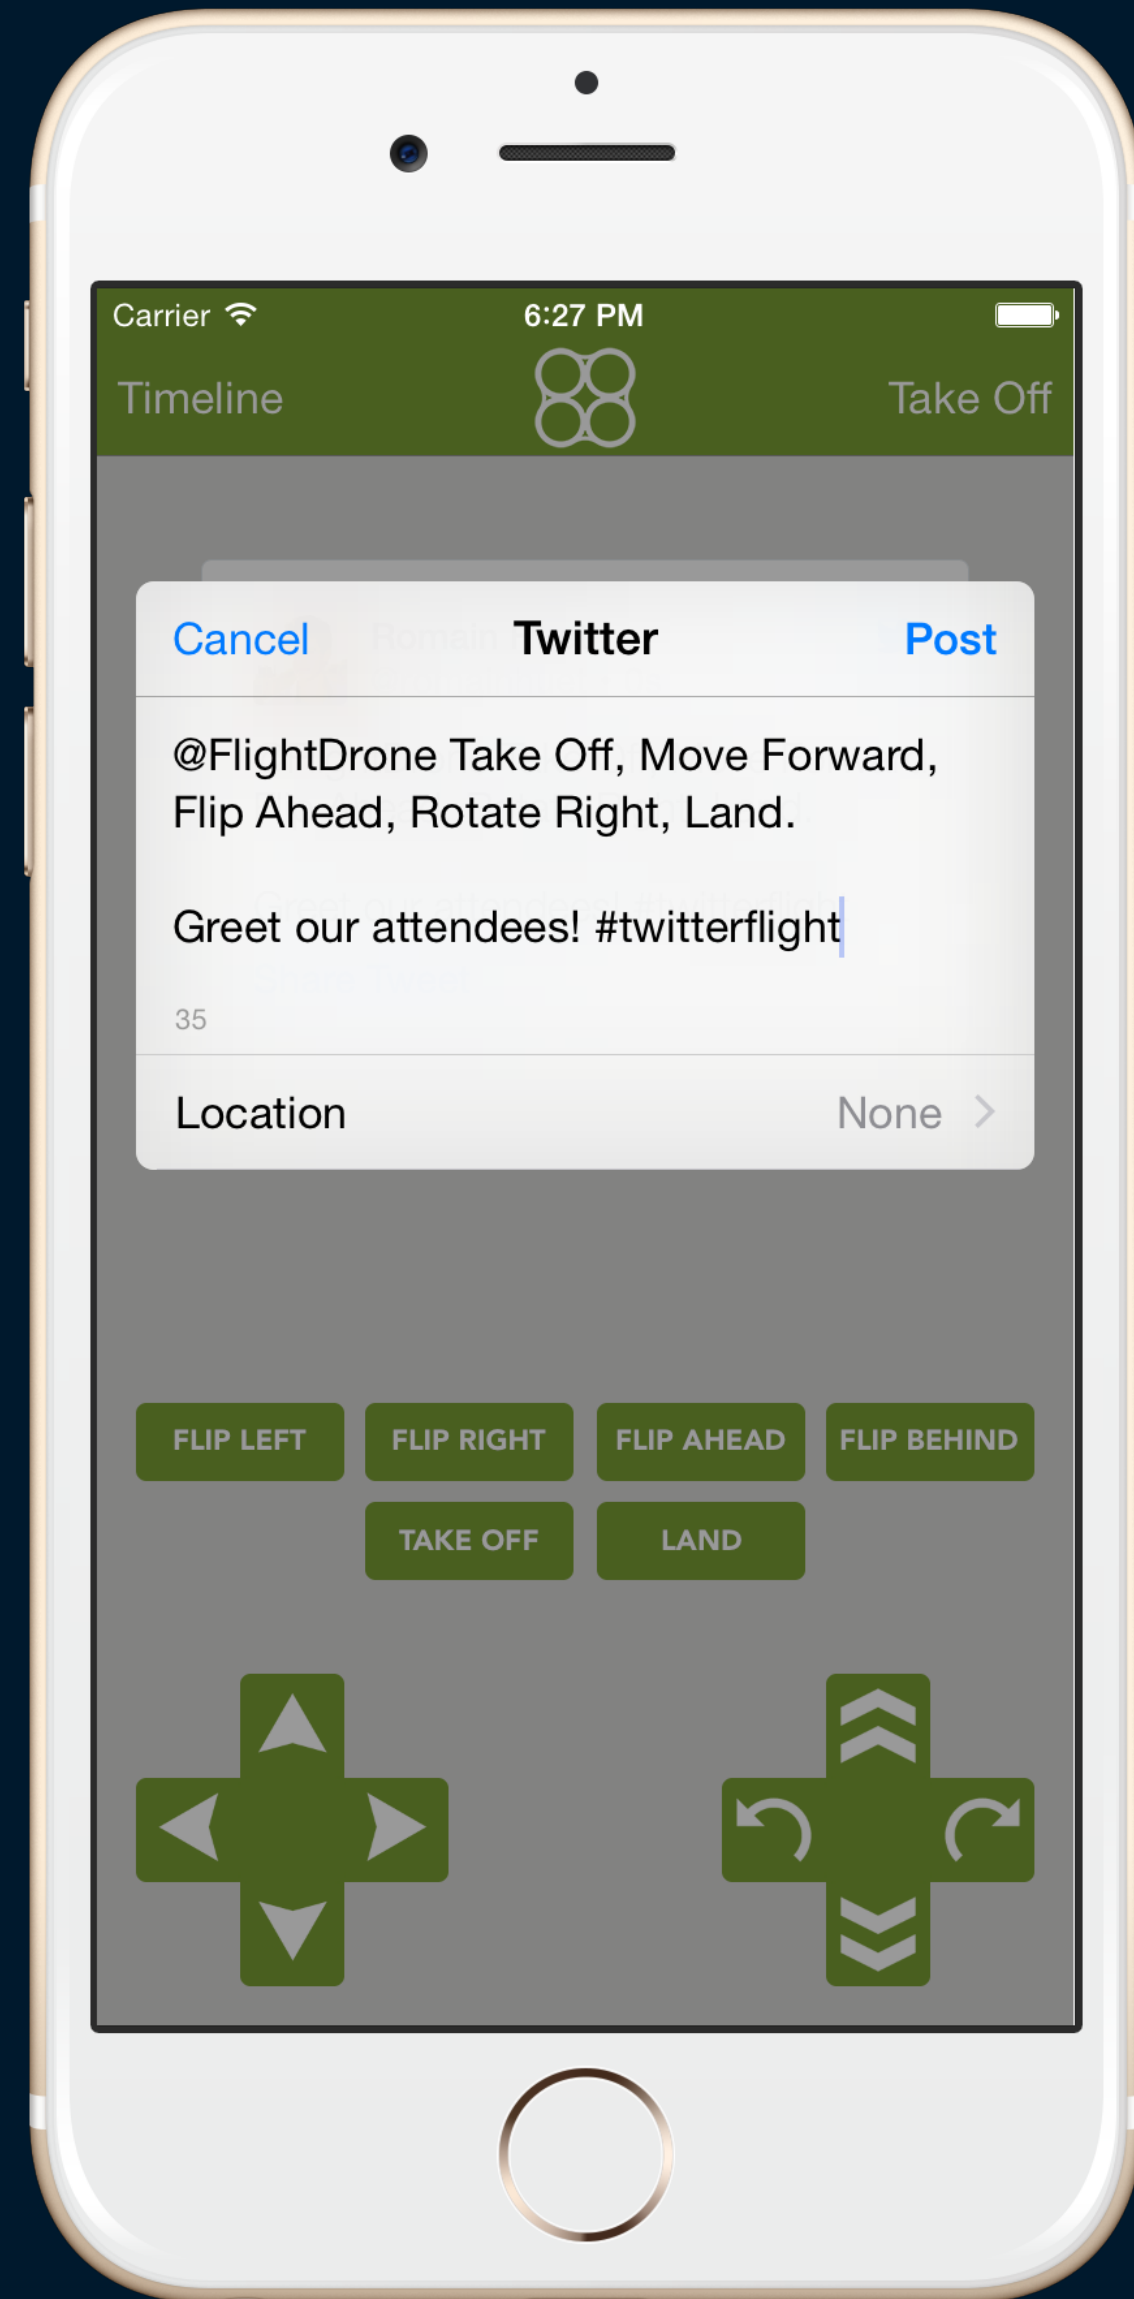 Carrier 6:27 PM
Timeline Take Off
Cancel Twitter Post
@FlightDrone Take Off, Move Forward,
Flip Ahead, Rotate Right, Land.
Greet our attendees! #twitterflight
35
Location None
FLIP LEFT FLIP RIGHT FLIP AHEAD FLIP BEHIND
TAKE OFF LAND